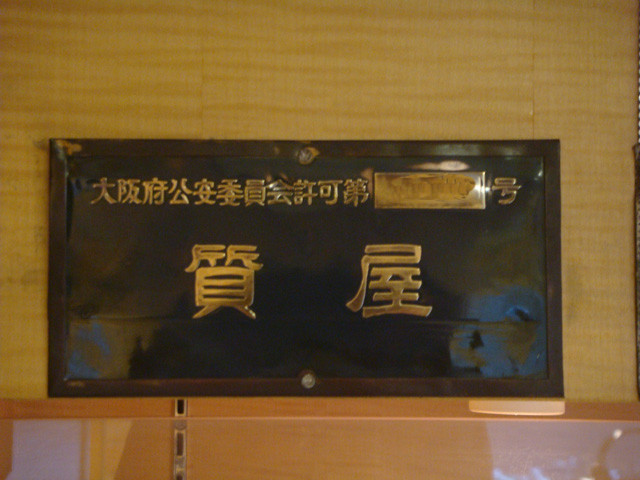 大阪府公安委員会許可第 号
質屋